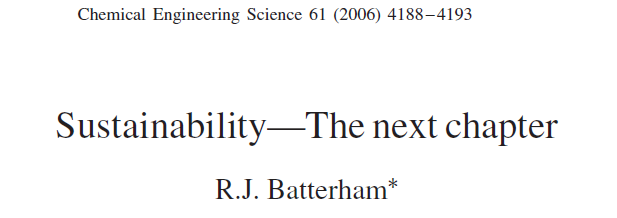 Chemical Engineering Science 61 (2006) 4188–4193
Sustainability—The next chapter
R.J. Batterham*